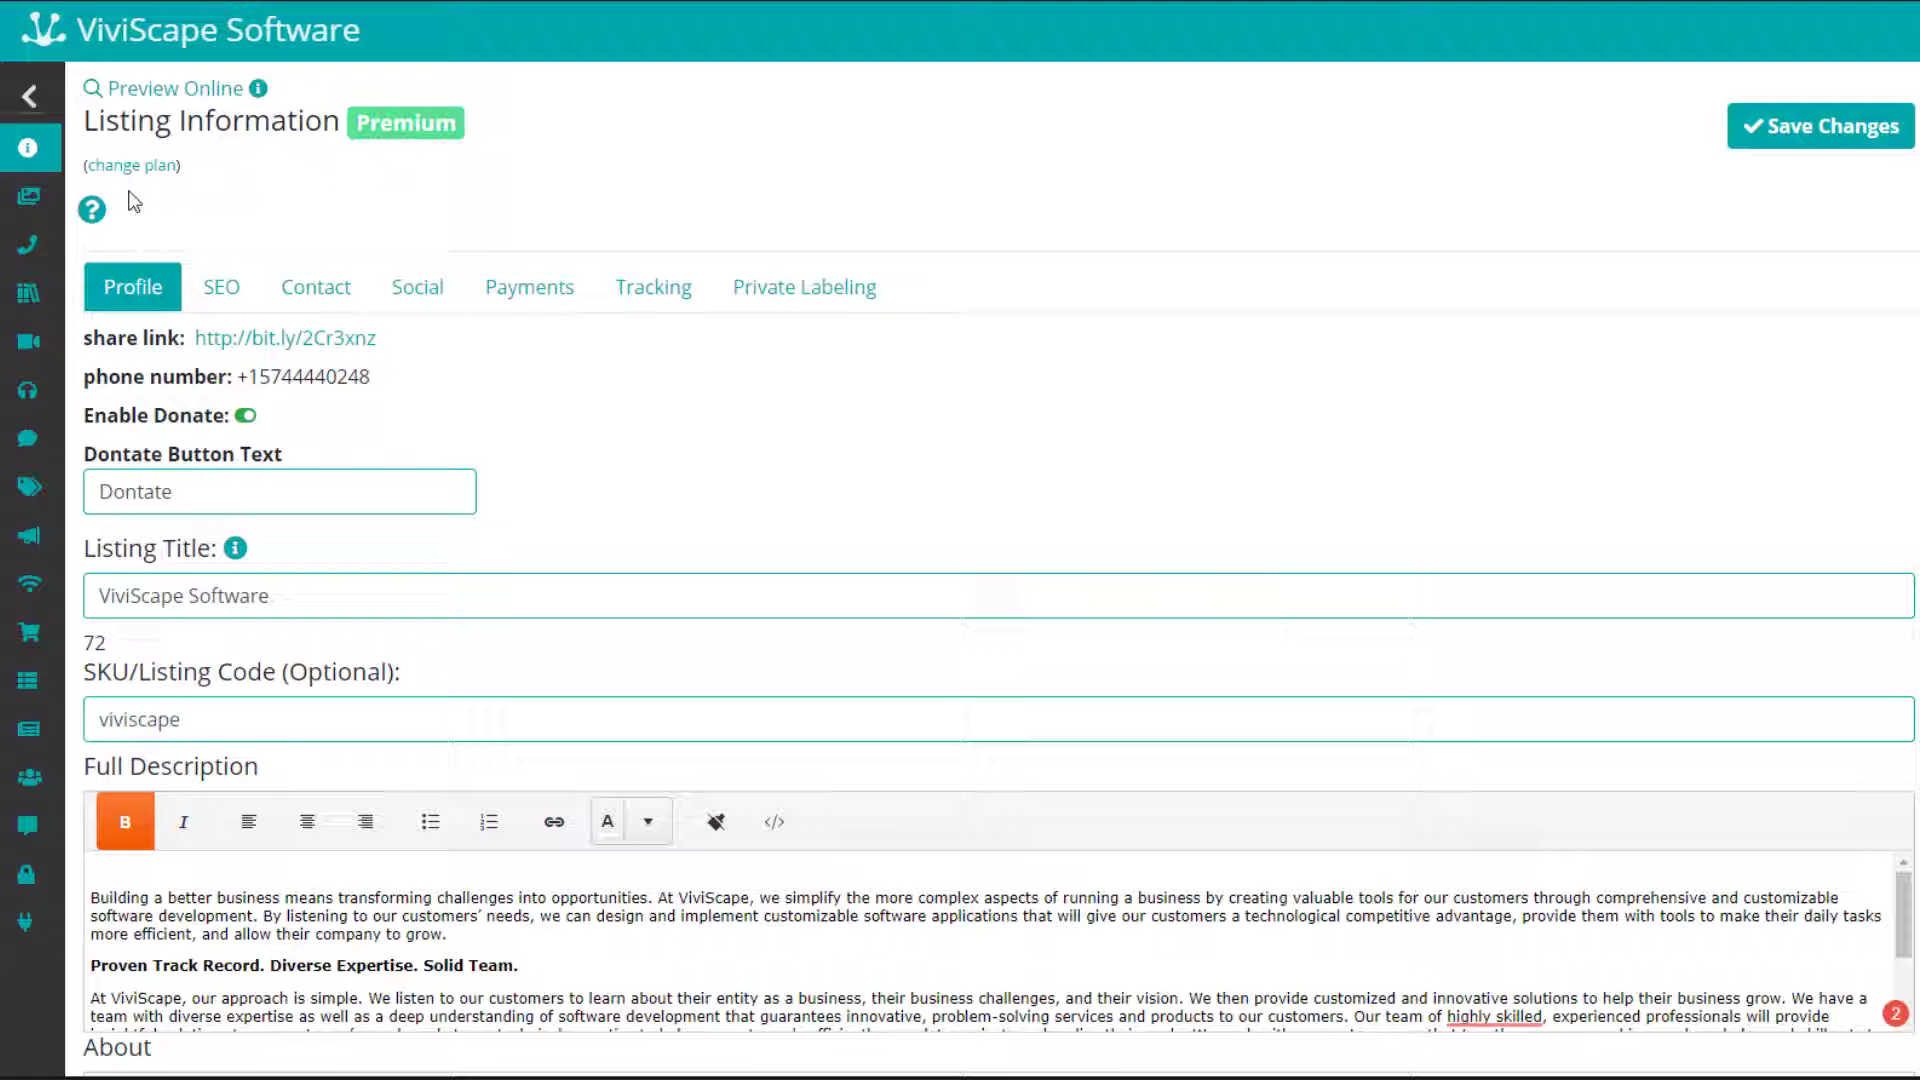 ViviScape Software
Preview Online
Listing Information Premium
Save Changes
(change plan)
Profile SEO Contact Social Payments Tracking Private Labeling
share link: http://bit.ly/2Cr3xnz
phone number: +15744440248
Enable Donate:
Dontate Button Text
Dontate
Listing Title:
ViviScape Software
72
SKU/Listing Code (Optional):
viviscape
Full Description
B I A </>
Building a better business means transforming challenges into opportunities. At ViviScape, we simplify the more complex aspects of running a business by creating valuable tools for our customers through comprehensive and customizable
software development. By listening to our customers' needs, we can design and implement customizable software applications that will give our customers a technological competitive advantage, provide them with tools to make their daily tasks
more efficient, and allow their company to grow.
Proven Track Record. Diverse Expertise. Solid Team.
At ViviScape, our approach is simple. We listen to our customers to learn about their entity as a business, their business challenges, and their vision. We then provide customized and innovative solutions to help their business grow. We have a
team with diverse expertise as well as a deep understanding of software development that guarantees innovative, problem-solving services and products to our customers. Our team of highly skilled, experienced professionals will provide
2
About